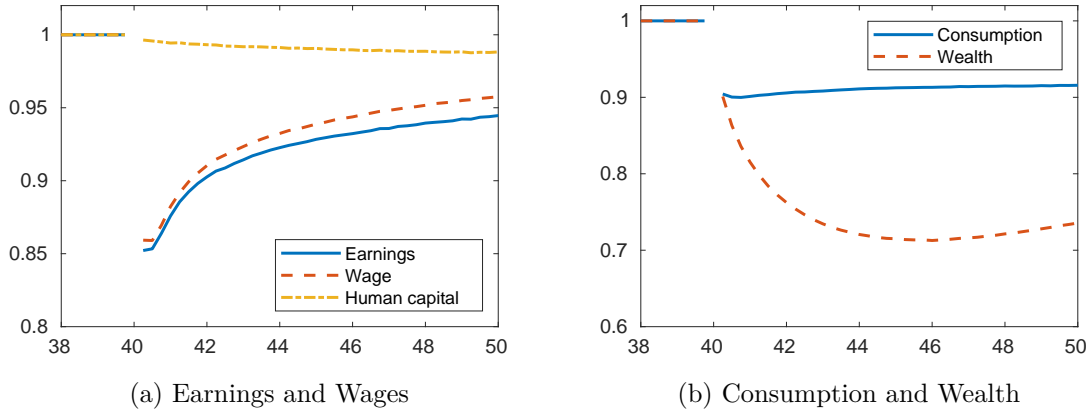 1
0.95
0.9
0.85
0.8
38 40 42 44 46 48 50
Earnings
Wage
Human capital
(a) Earnings and Wages
1
0.9
0.8
0.7
0.6
38 40 42 44 46 48 50
Consumption
Wealth
(b) Consumption and Wealth